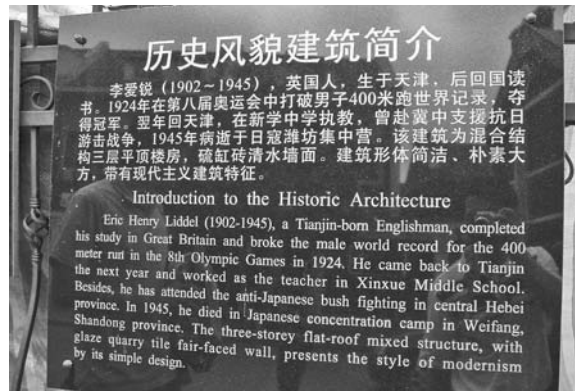 历史风貌建筑简介
李爱锐（1902～1945），英国人，生于天津，后回国读
书。1924年在第八届奥运会中打破男子400米跑世界记录，夺
得冠军。翌年回天津，在新学中学执教，曾赴冀中支援抗日
游击战争，1945年病逝于日寇潍坊集中营。该建筑为混合结
构三层平顶楼房，硫缸砖清水墙面。建筑形体简洁、朴素大
方，带有现代主义建筑特征。
Introduction to the Historic Architecture
Eric Henry Liddel (1902-1945), a Tianjin-born Englishman, completed
his study in Great Britain and broke the male world record for the 400
meter run in the 8th Olympic Games in 1924. He came back to Tianjin
the next year and worked as the teacher in Xinxue Middle School.
Besides, he has attended the anti-Japanese bush fighting in central Hebei
province. In 1945, he died in Japanese concentration camp in Weifang,
Shandong province. The three-storey flat-roof mixed structure, with
glaze quarry tile fair-faced wall, presents the style of modernism
by its simple design.